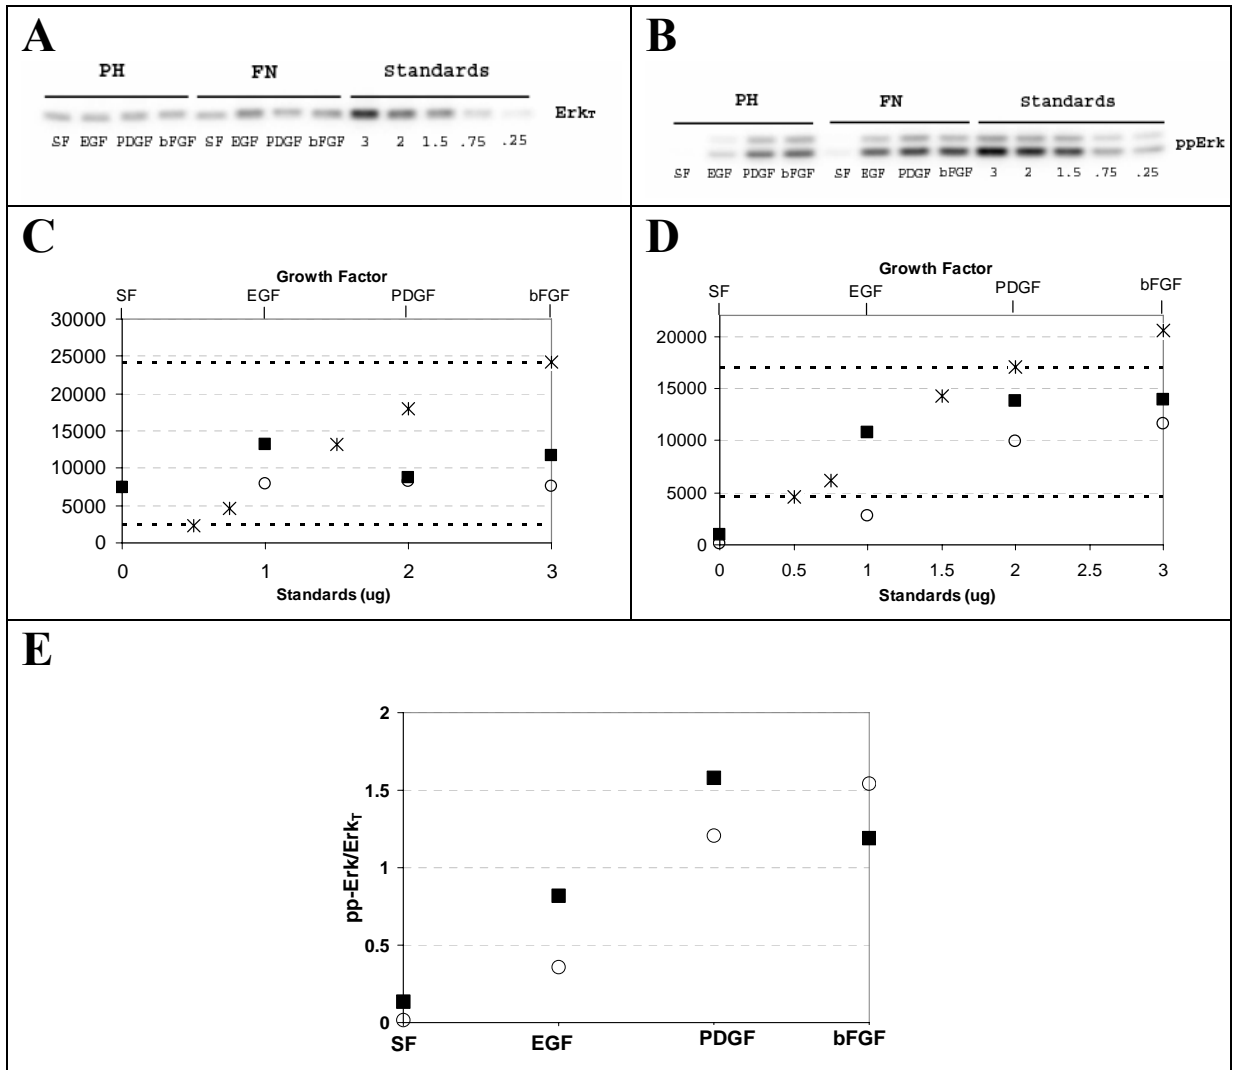 A
PH FN Standards
ErkT
SF EGF PDGF bFGF SF EGF PDGF bFGF 3 2 1.5 .75 .25
B
PH FN Standards
ppErk
SF EGF PDGF bFGF SF EGF PDGF bFGF 3 2 1.5 .75 .25
C
Growth Factor
SF EGF PDGF bFGF
30000
25000
20000
15000
10000
5000
0
0 1 2 3
Standards (ug)
D
Growth Factor
SF EGF PDGF bFGF
20000
15000
10000
5000
0
0 0.5 1 1.5 2 2.5 3
Standards (ug)
E
pp-Erk/ErkT
2
1.5
1
0.5
0
SF EGF PDGF bFGF